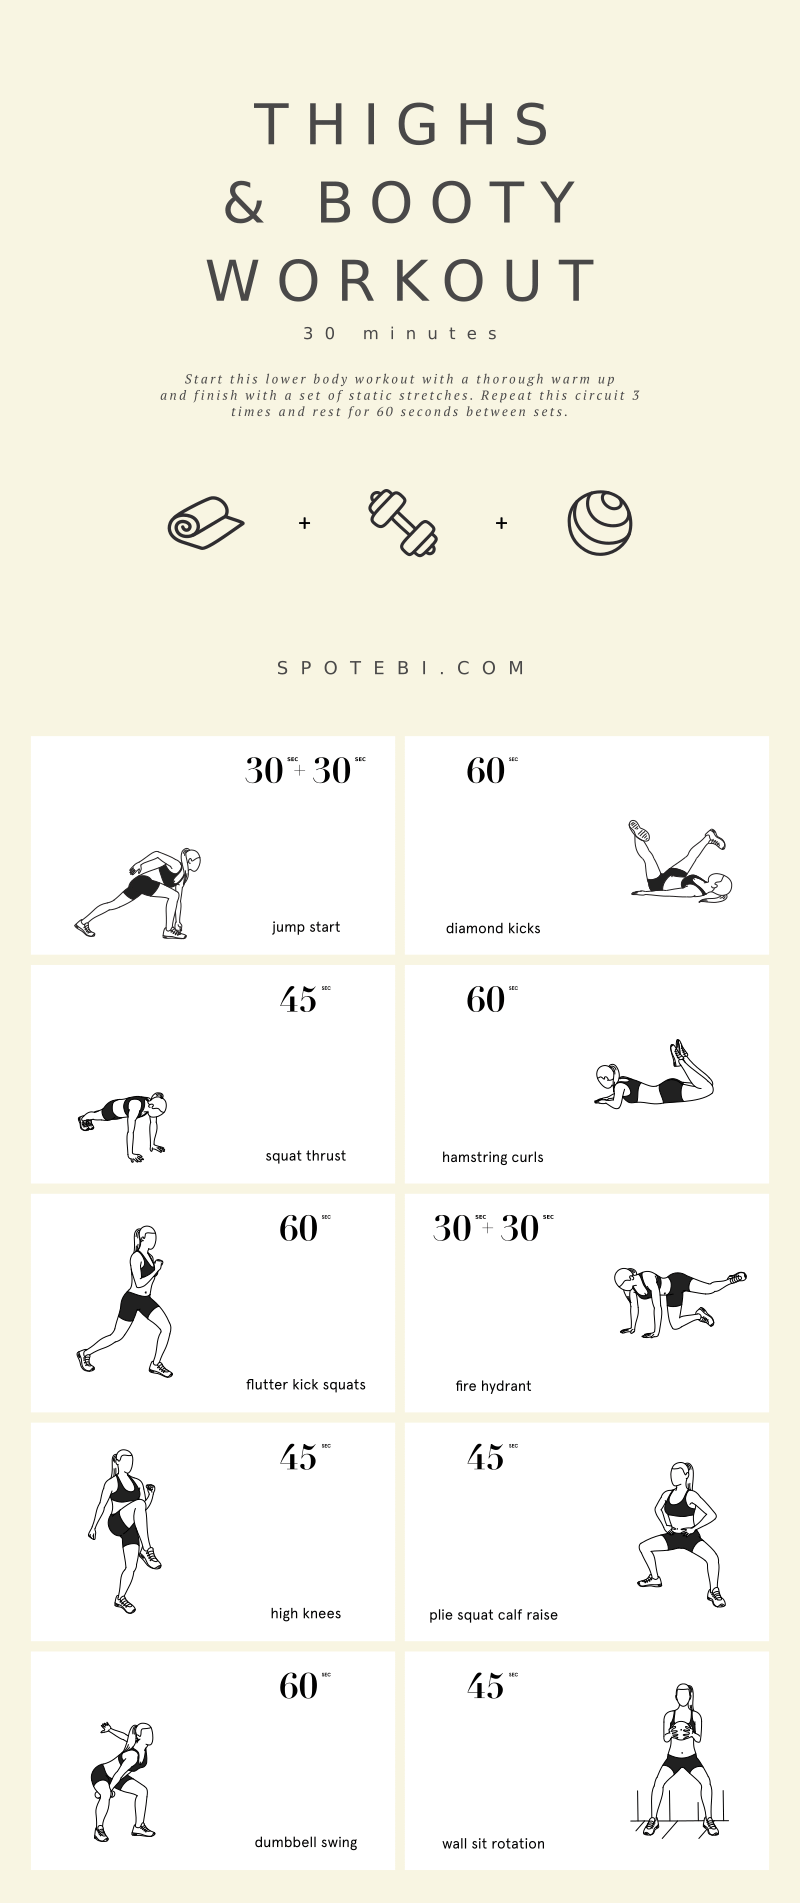 THIGHS
& BOOTY
WORKOUT
30 minutes
Start this lower body workout with a thorough warm up
and finish with a set of static stretches. Repeat this circuit 3
times and rest for 60 seconds between sets.
+ +
SPOTEBI.COM
30 SEC + 30 SEC
jump start
60 SEC
diamond kicks
45 SEC
squat thrust
60 SEC
hamstring curls
60 SEC
flutter kick squats
30 SEC + 30 SEC
fire hydrant
45 SEC
high knees
45 SEC
plie squat calf raise
60 SEC
dumbbell swing
45 SEC
wall sit rotation